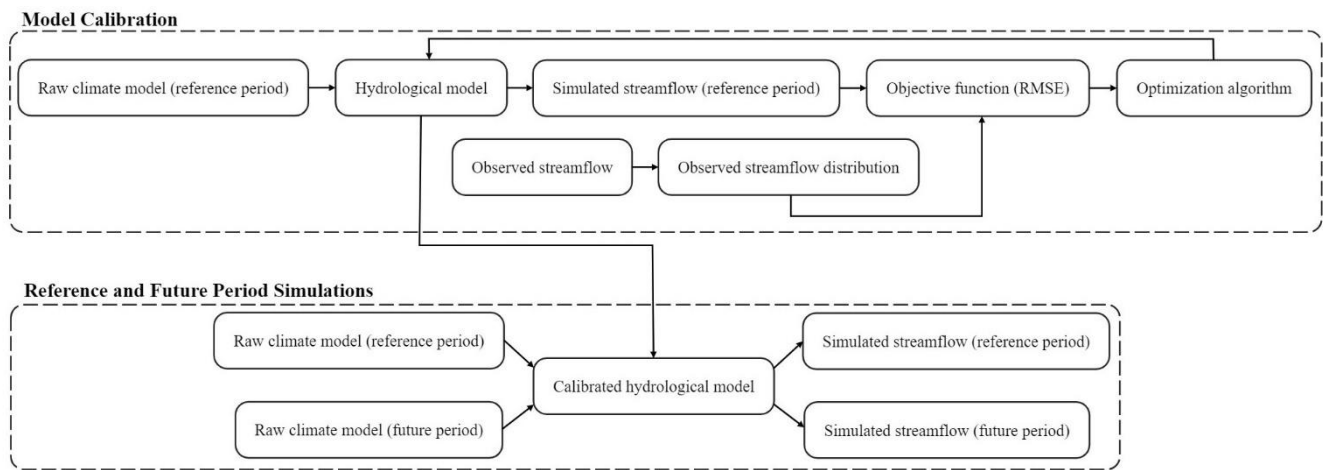 Model Calibration
Raw climate model (reference period)
Hydrological model
Simulated streamflow (reference period)
Objective function (RMSE)
Optimization algorithm
Observed streamflow
Observed streamflow distribution
Reference and Future Period Simulations
Raw climate model (reference period)
Simulated streamflow (reference period)
Calibrated hydrological model
Raw climate model (future period)
Simulated streamflow (future period)